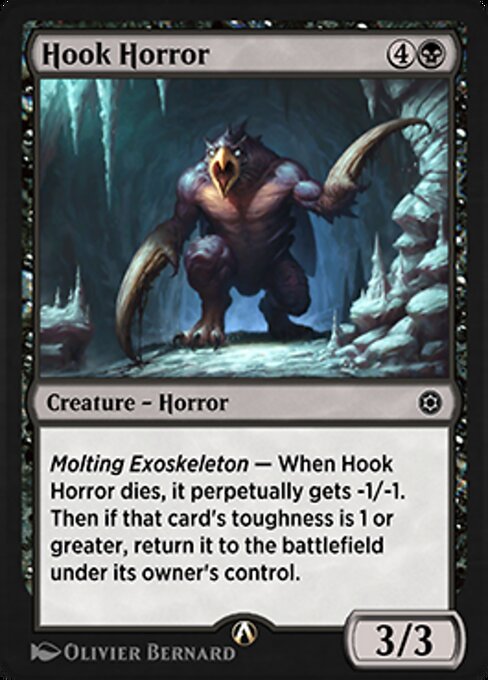 Hook Horror 4
Creature – Horror
Molting Exoskeleton — When Hook
Horror dies, it perpetually gets -1/-1.
Then if that card's toughness is 1 or
greater, return it to the battlefield
under its owner's control.
Olivier Bernard
3/3